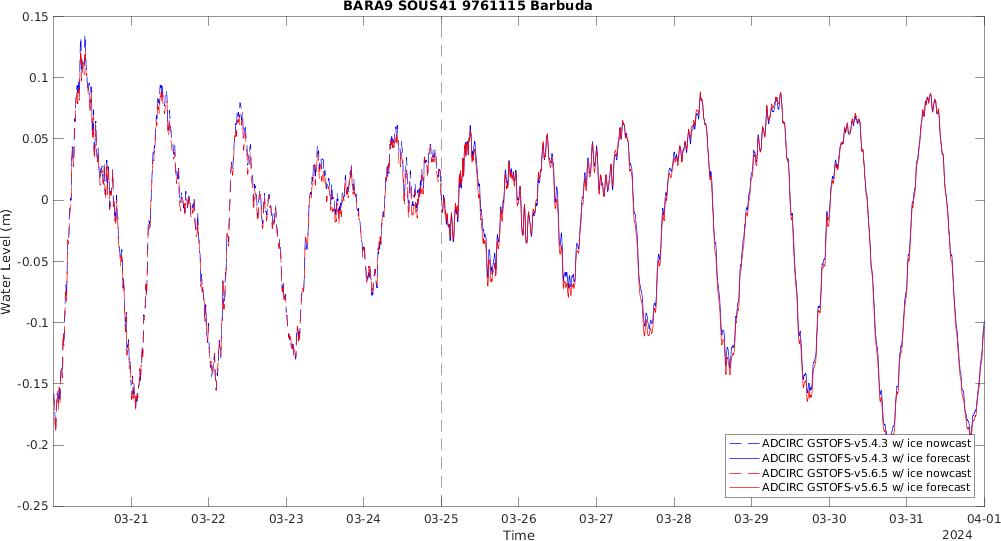 BARA9 SOUS41 9761115 Barbuda
0.15
0.1
0.05
0
-0.05
-0.1
-0.15
-0.2
-0.25
Water Level (m)
03-21 03-22 03-23 03-24 03-25 03-26 03-27 03-28 03-29 03-30 03-31 04-01
Time
2024
ADCIRC GSTOFS-v5.4.3 w/ ice nowcast
ADCIRC GSTOFS-v5.4.3 w/ ice forecast
ADCIRC GSTOFS-v5.6.5 w/ ice nowcast
ADCIRC GSTOFS-v5.6.5 w/ ice forecast